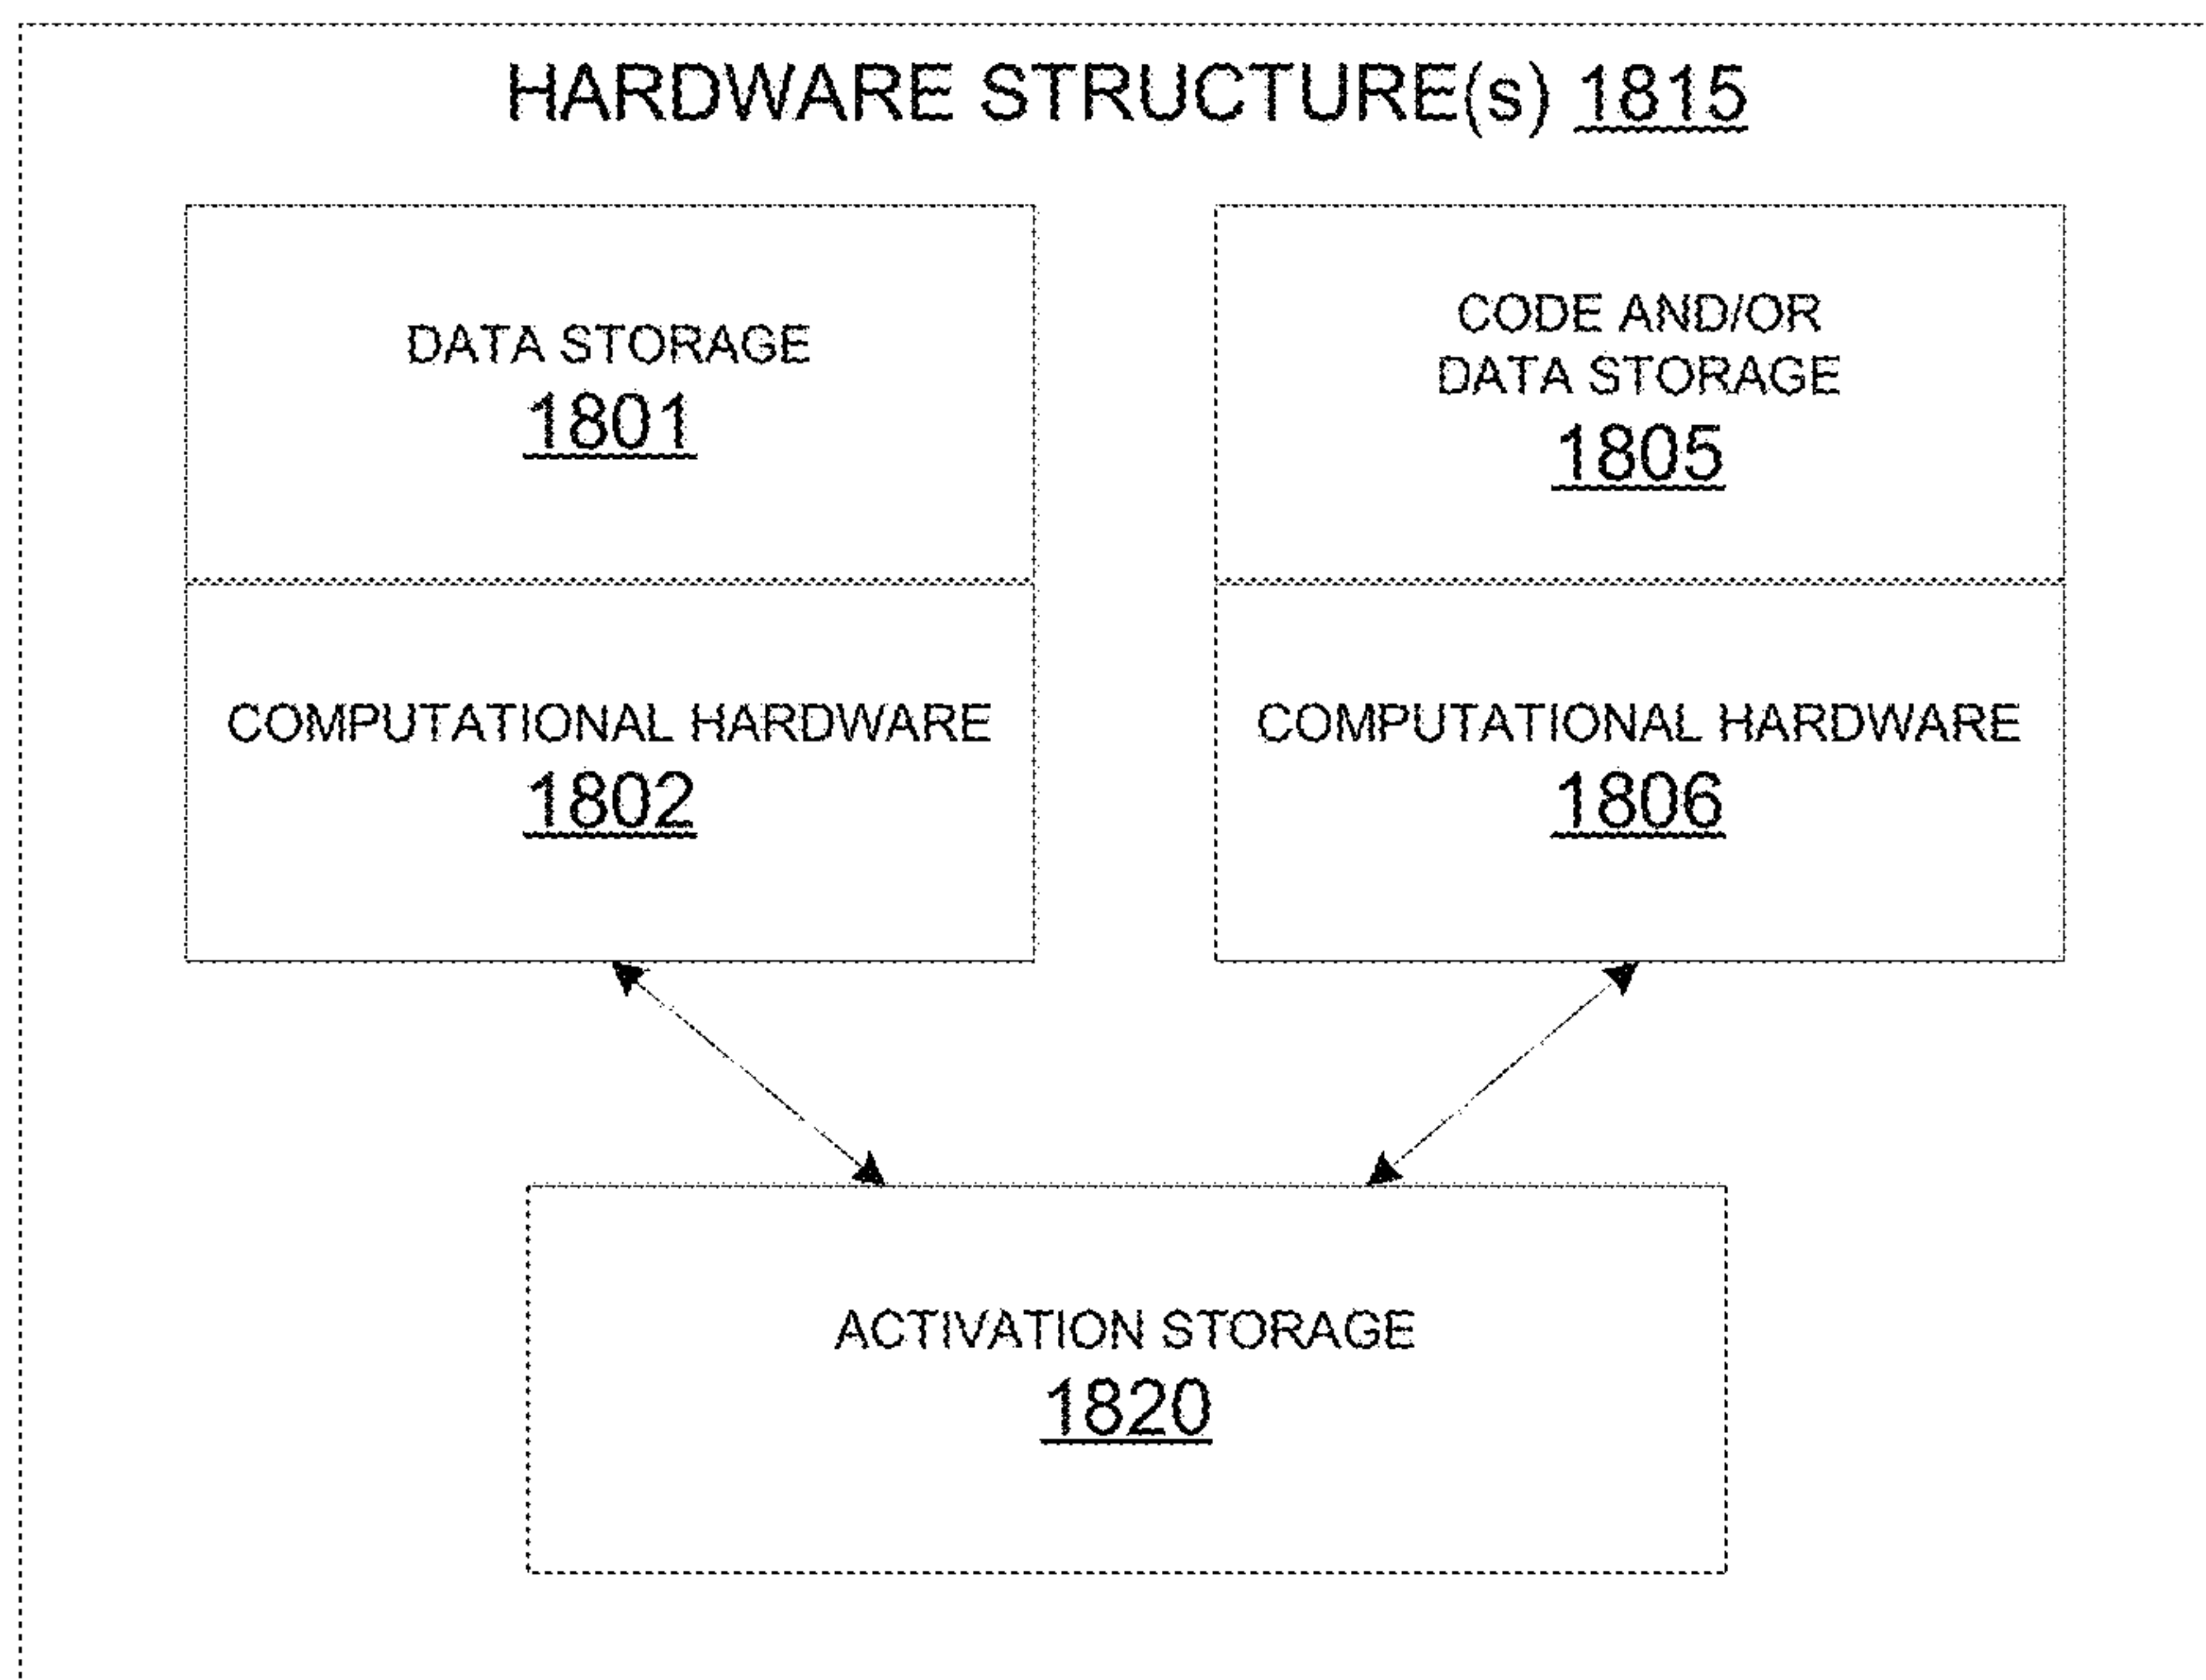 HARDWARE STRUCTURE(s) 1815
DATA STORAGE
1801
CODE AND/OR
DATA STORAGE
1805
COMPUTATIONAL HARDWARE
1802
COMPUTATIONAL HARDWARE
1806
ACTIVATION STORAGE
1820